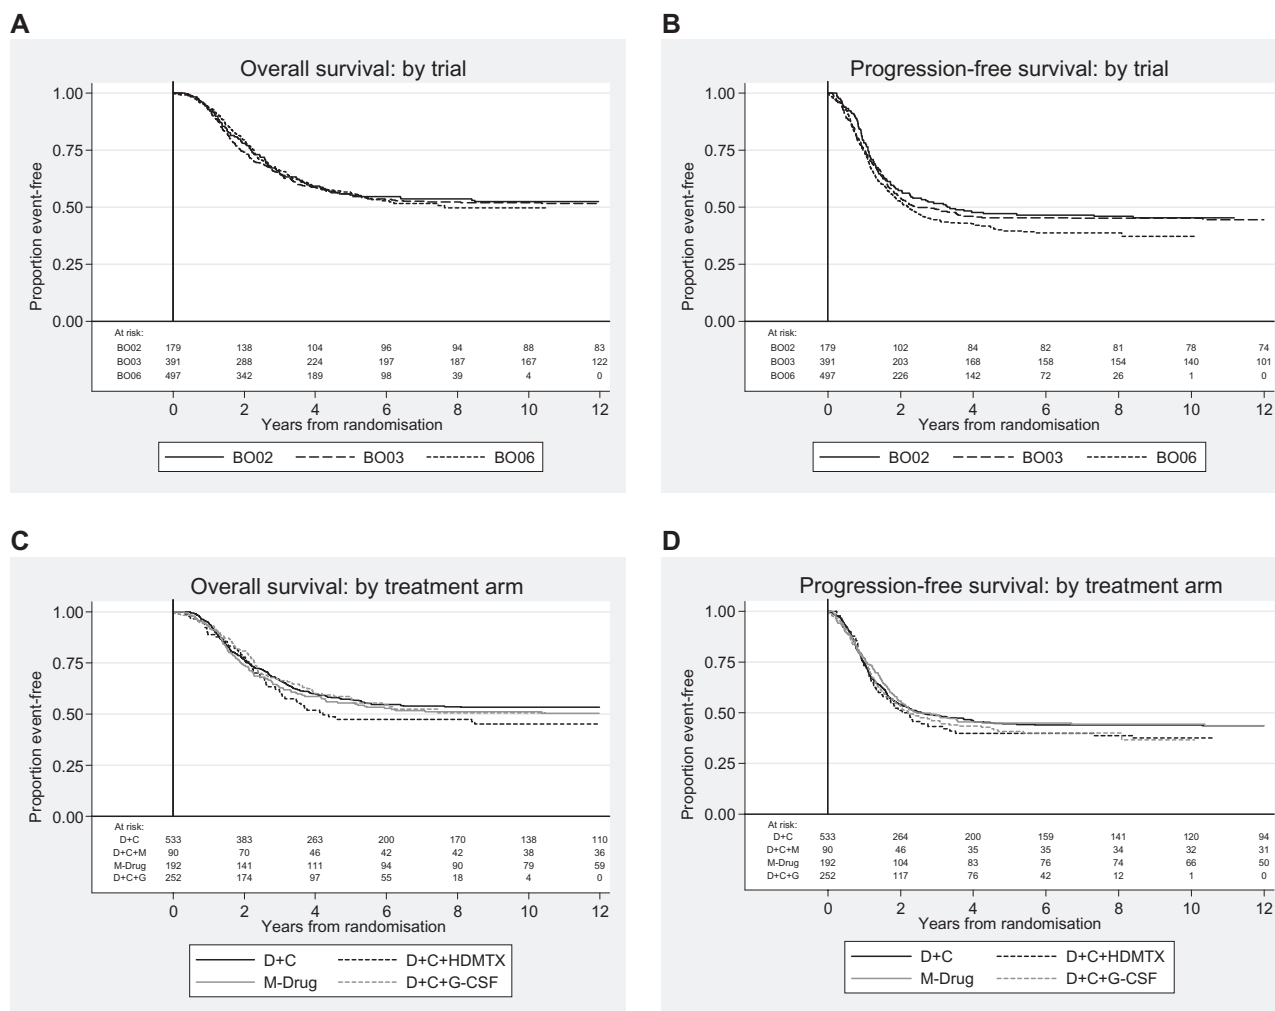 A
Overall survival: by trial
Proportion event-free
1.00
0.75
0.50
0.25
0.00
At risk:
BO02 179 138 104 96 94 88 83
BO03 391 288 224 197 187 167 122
BO06 497 342 189 98 39 4 0
0 2 4 6 8 10 12
Years from randomisation
BO02 BO03 BO06
B
Progression-free survival: by trial
Proportion event-free
1.00
0.75
0.50
0.25
0.00
At risk:
BO02 179 102 84 82 81 78 74
BO03 391 203 168 158 154 140 101
BO06 497 226 142 72 26 1 0
0 2 4 6 8 10 12
Years from randomisation
BO02 BO03 BO06
C
Overall survival: by treatment arm
Proportion event-free
1.00
0.75
0.50
0.25
0.00
At risk:
D+C 533 383 263 200 170 138 110
D+C+M 90 70 46 42 42 38 36
M-Drug 192 141 111 94 90 79 59
D+C+G 252 174 97 55 18 4 0
0 2 4 6 8 10 12
Years from randomisation
D+C D+C+HDMTX
M-Drug D+C+G-CSF
D
Progression-free survival: by treatment arm
Proportion event-free
1.00
0.75
0.50
0.25
0.00
At risk:
D+C 533 264 200 159 141 120 94
D+C+M 90 46 35 35 34 32 31
M-Drug 192 104 83 76 74 66 50
D+C+G 252 117 76 42 12 1 0
0 2 4 6 8 10 12
Years from randomisation
D+C D+C+HDMTX
M-Drug D+C+G-CSF